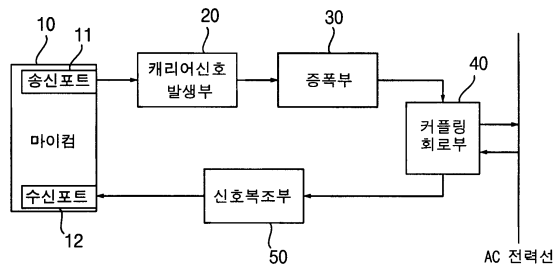 10
11
송신포트
마이컴
수신포트
12
20
캐리어신호
발생부
30
증폭부
40
커플링
회로부
신호복조부
50
AC 전력선